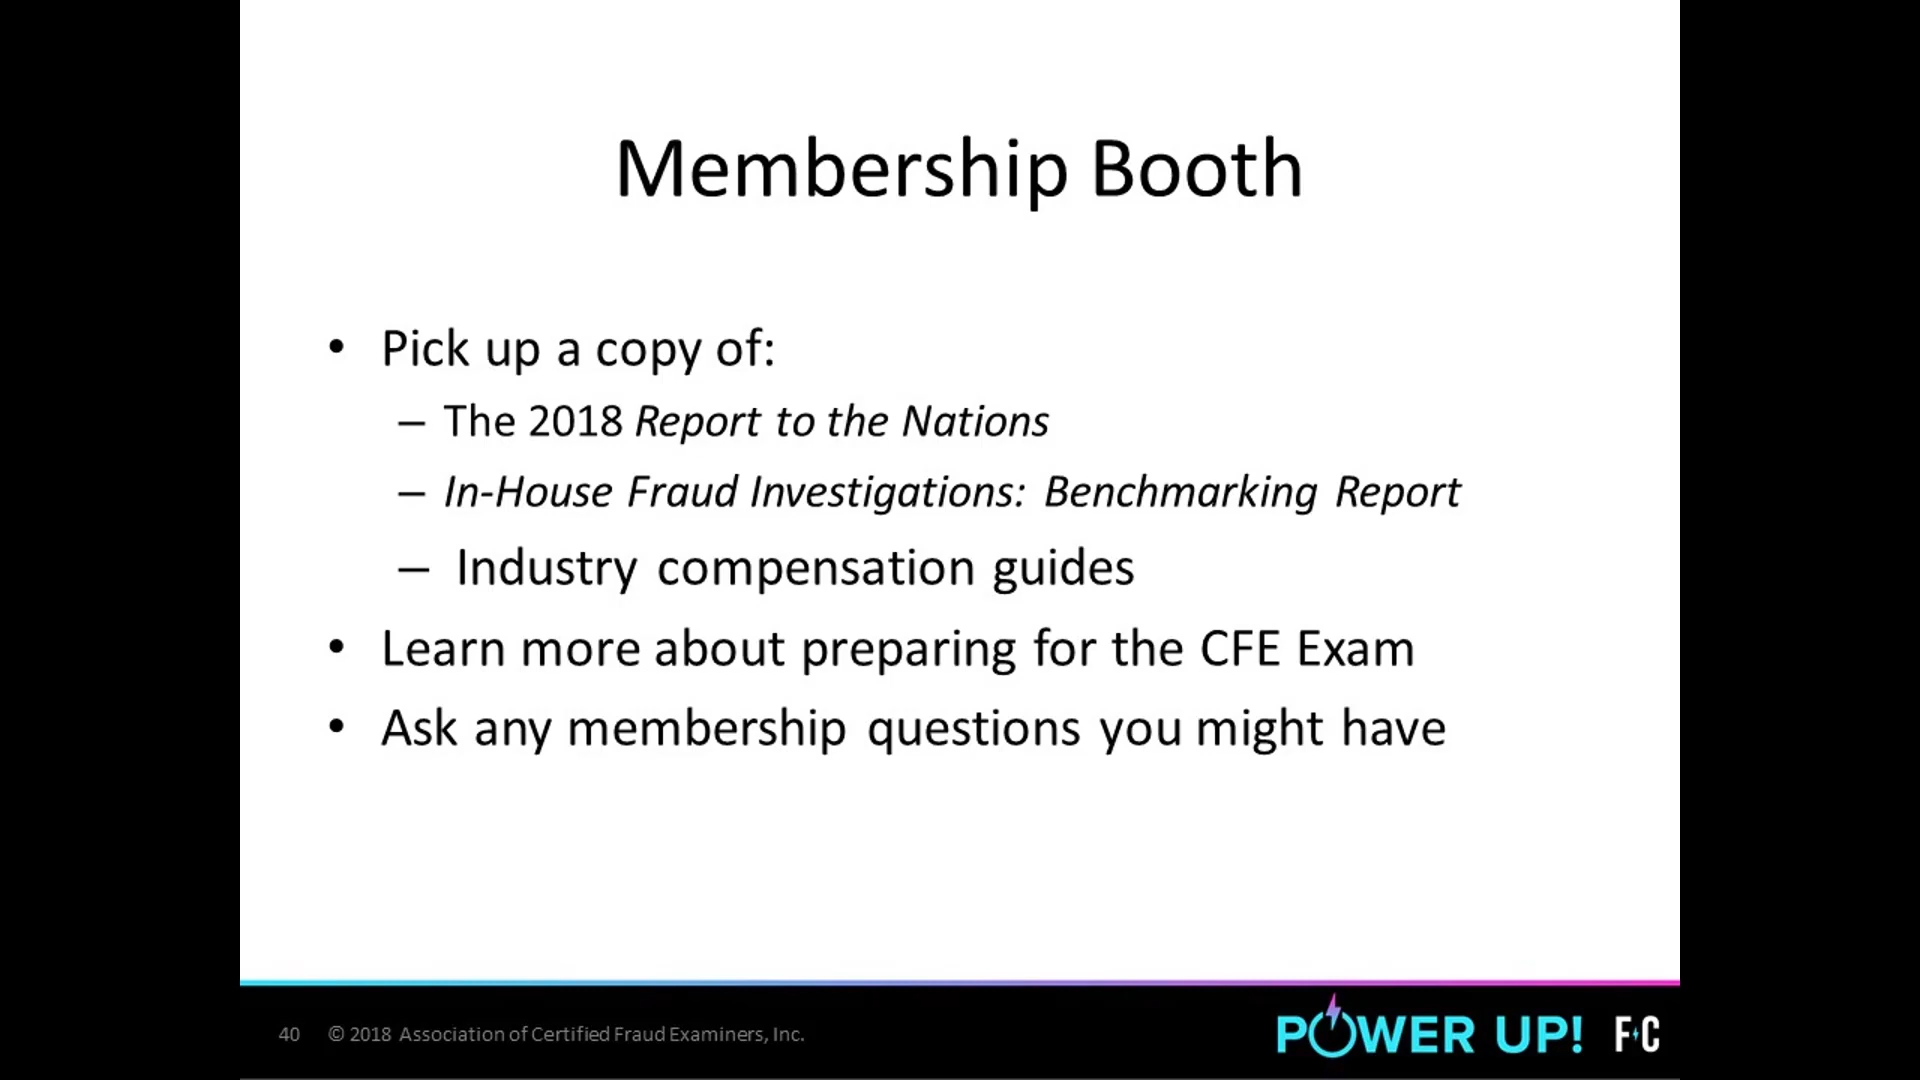 Membership Booth
• Pick up a copy of:
– The 2018 Report to the Nations
– In-House Fraud Investigations: Benchmarking Report
– Industry compensation guides
• Learn more about preparing for the CFE Exam
• Ask any membership questions you might have
40 © 2018 Association of Certified Fraud Examiners, Inc.
POWER UP! F C